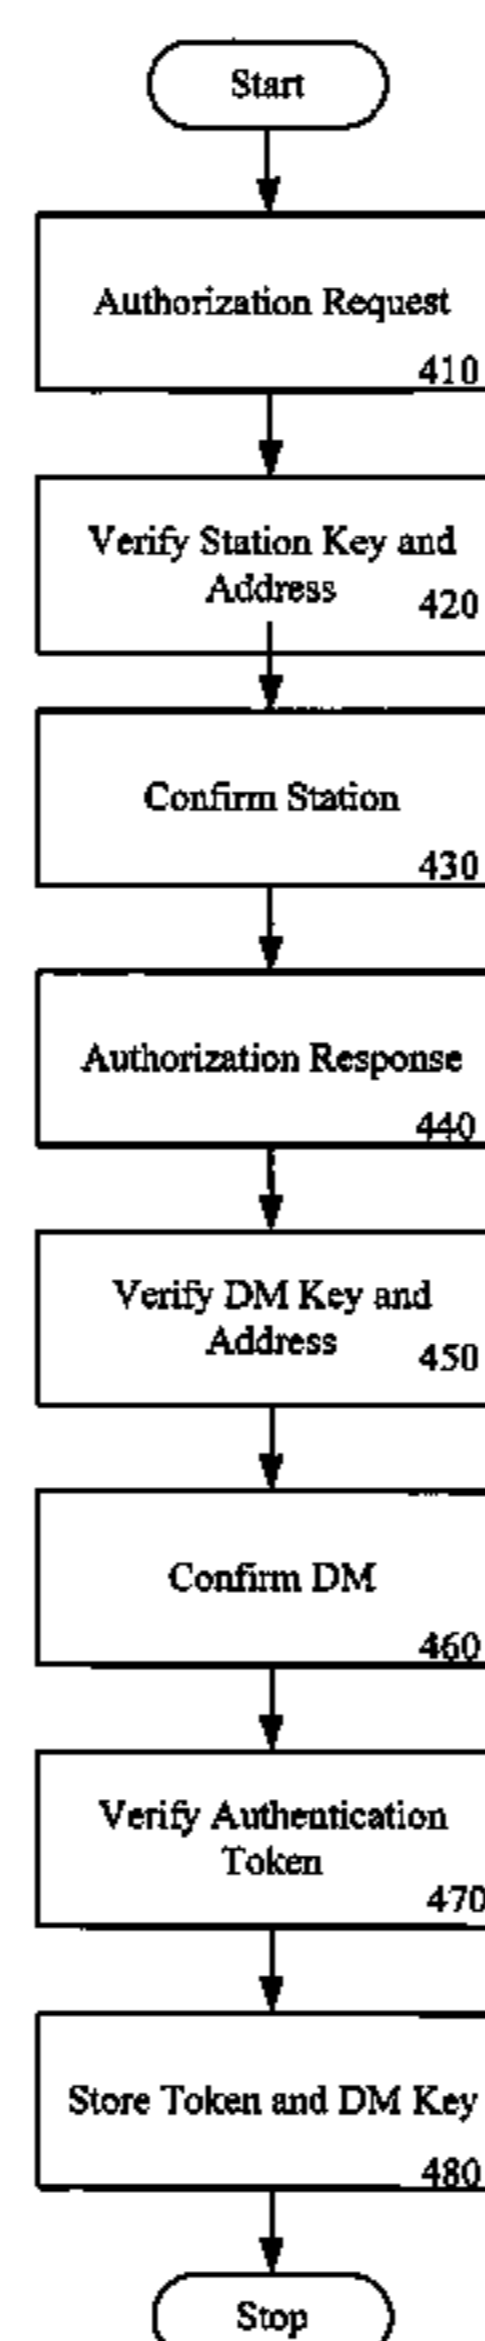 Start
Authorization Request
410
Verify Station Key and
Address
420
Confirm Station
430
Authorization Response
440
Verify DM Key and
Address
450
Confirm DM
460
Verify Authentication
Token
470
Store Token and DM Key
480
Stop